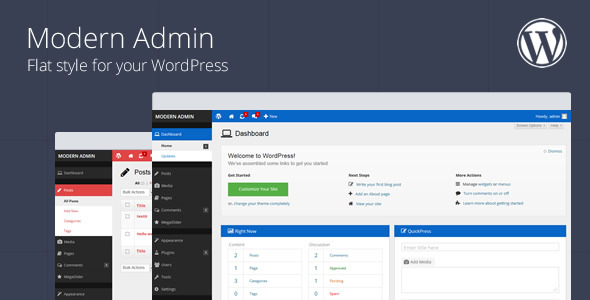 Modern Admin
Flat style for your WordPress
MODERN ADMIN
+ New
Howdy, admin
Screen Options
Help
Dashboard
Home
Updates
Posts
Media
Pages
Comments
MegaSlider
Appearance
Plugins
Users
Tools
Settings
Dashboard
Dismiss
Welcome to WordPress!
We've assembled some links to get you started
Get Started
Customize Your Site
or, change your theme completely
Next Steps
Write your first blog post
Add an About page
View your site
More Actions
Manage widgets or menus
Turn comments on or off
Learn more about getting started
Right Now
Content
2 Posts
1 Page
3 Categories
0 Tags
Discussion
2 Comments
1 Approved
1 Pending
0 Spam
QuickPress
Enter title here
Add Media
MODERN ADMIN
Dashboard
Posts
All Posts
Add New
Categories
Tags
Media
Pages
Comments
MegaSlider
Appearance
Posts
All
Bulk Actions
Title
Title
Bulk Actions